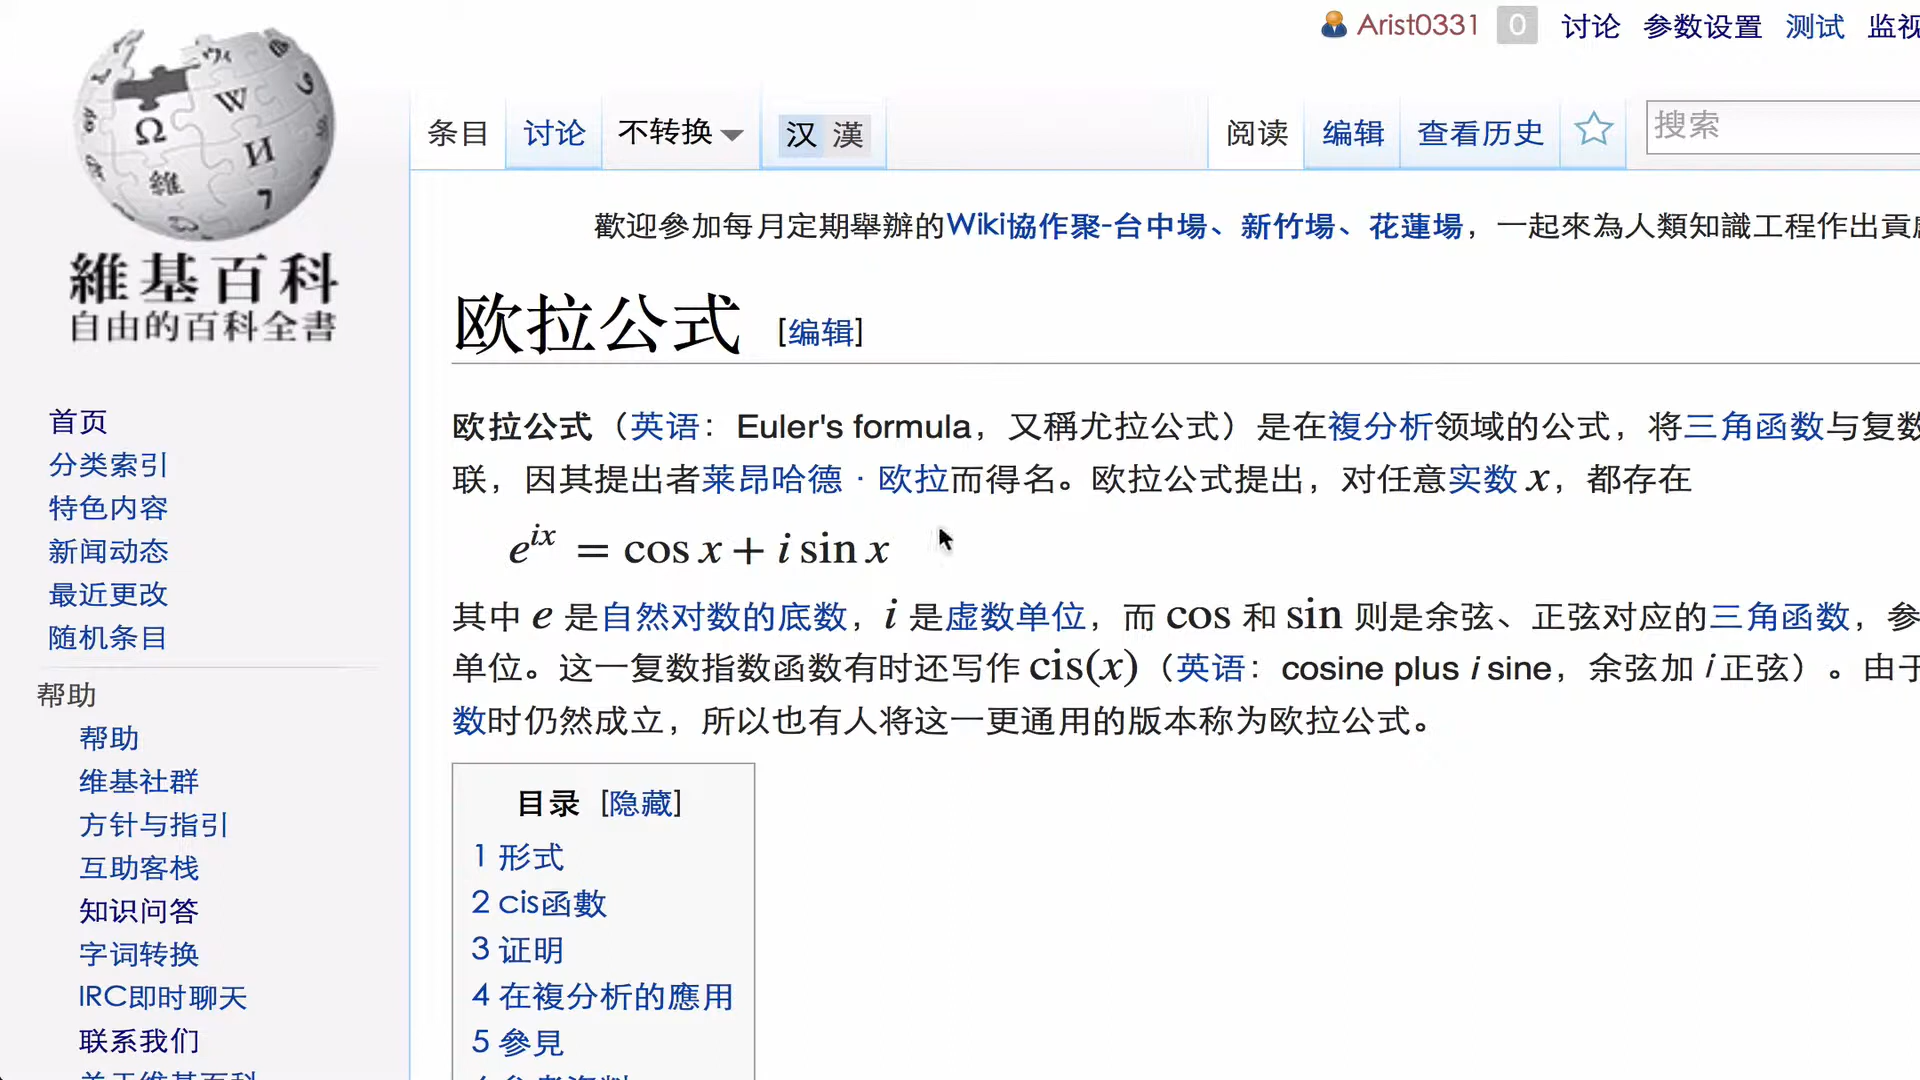 Arist0331 0 讨论 参数设置 测试 监视
条目 讨论 不转换 汉 漢 阅读 编辑 查看历史 搜索
歡迎參加每月定期舉辦的Wiki協作聚-台中場、新竹場、花蓮場，一起來為人類知識工程作出貢
維基百科
自由的百科全書
欧拉公式 [编辑]
首页
分类索引
特色内容
新闻动态
最近更改
随机条目
帮助
帮助
维基社群
方针与指引
互助客栈
知识问答
字词转换
IRC即时聊天
联系我们
关于维基百科
欧拉公式（英语：Euler's formula，又稱尤拉公式）是在複分析领域的公式，将三角函数与复数
联，因其提出者莱昂哈德·欧拉而得名。欧拉公式提出，对任意实数 x，都存在
e^{ix} = cos x + i sin x
其中 e 是自然对数的底数，i 是虚数单位，而 cos 和 sin 则是余弦、正弦对应的三角函数，参
单位。这一复数指数函数有时还写作 cis(x)（英语：cosine plus i sine，余弦加 i 正弦）。由于
数时仍然成立，所以也有人将这一更通用的版本称为欧拉公式。
目录 [隐藏]
1 形式
2 cis函數
3 证明
4 在複分析的應用
5 參見